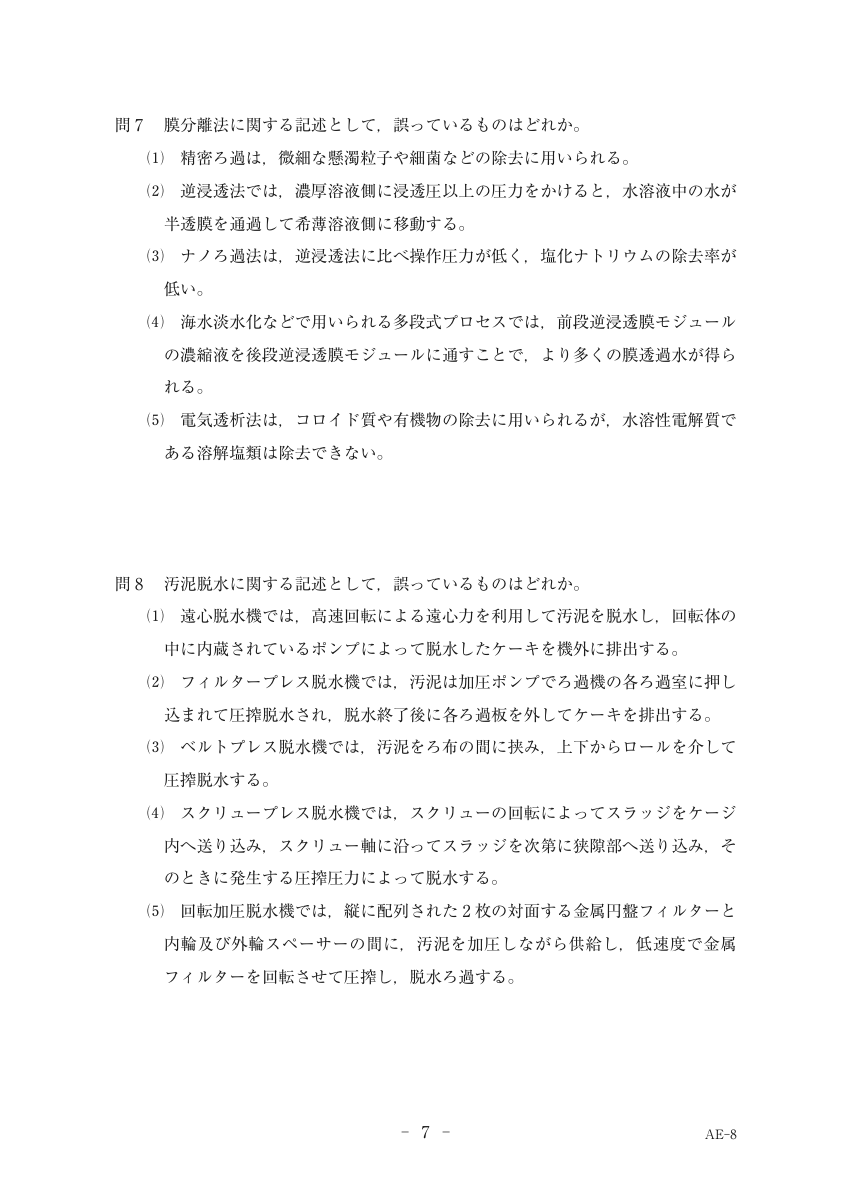 問7 膜分離法に関する記述として，誤っているものはどれか。
⑴ 精密ろ過は，微細な懸濁粒子や細菌などの除去に用いられる。
⑵ 逆浸透法では，濃厚溶液側に浸透圧以上の圧力をかけると，水溶液中の水が
半透膜を通過して希薄溶液側に移動する。
⑶ ナノろ過法は，逆浸透法に比べ操作圧力が低く，塩化ナトリウムの除去率が
低い。
⑷ 海水淡水化などで用いられる多段式プロセスでは，前段逆浸透膜モジュール
の濃縮液を後段逆浸透膜モジュールに通すことで，より多くの膜透過水が得ら
れる。
⑸ 電気透析法は，コロイド質や有機物の除去に用いられるが，水溶性電解質で
ある溶解塩類は除去できない。
問8 汚泥脱水に関する記述として，誤っているものはどれか。
⑴ 遠心脱水機では，高速回転による遠心力を利用して汚泥を脱水し，回転体の
中に内蔵されているポンプによって脱水したケーキを機外に排出する。
⑵ フィルタープレス脱水機では，汚泥は加圧ポンプでろ過機の各ろ過室に押し
込まれて圧搾脱水され，脱水終了後に各ろ過板を外してケーキを排出する。
⑶ ベルトプレス脱水機では，汚泥をろ布の間に挟み，上下からロールを介して
圧搾脱水する。
⑷ スクリュープレス脱水機では，スクリューの回転によってスラッジをケージ
内へ送り込み，スクリュー軸に沿ってスラッジを次第に狭隙部へ送り込み，そ
のときに発生する圧搾圧力によって脱水する。
⑸ 回転加圧脱水機では，縦に配列された2枚の対面する金属円盤フィルターと
内輪及び外輪スペーサーの間に，汚泥を加圧しながら供給し，低速度で金属
フィルターを回転させて圧搾し，脱水ろ過する。
- 7 -
AE-8